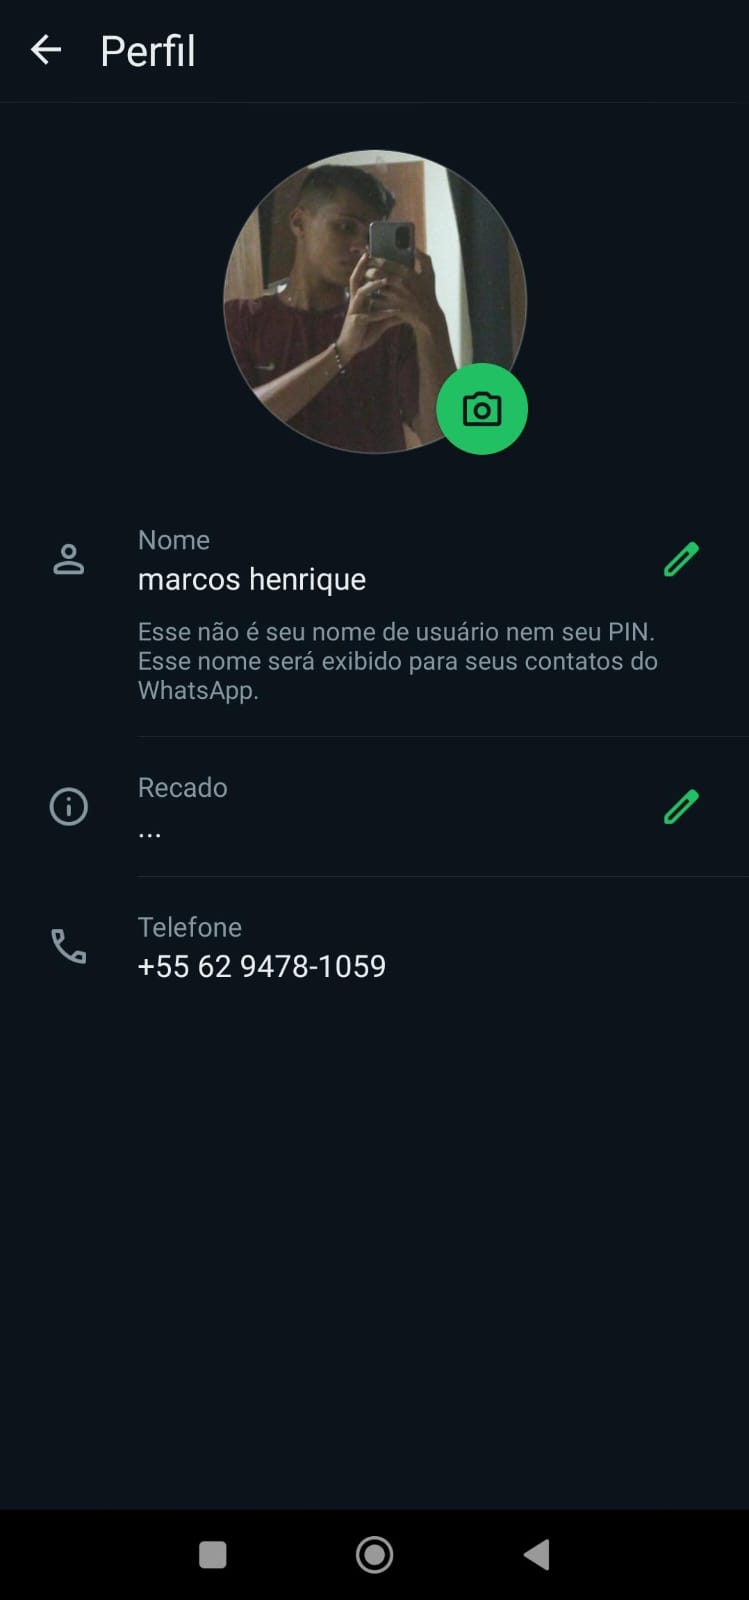 Perfil
Nome
marcos henrique
Esse não é seu nome de usuário nem seu PIN.
Esse nome será exibido para seus contatos do
WhatsApp.
Recado
...
Telefone
+55 62 9478-1059